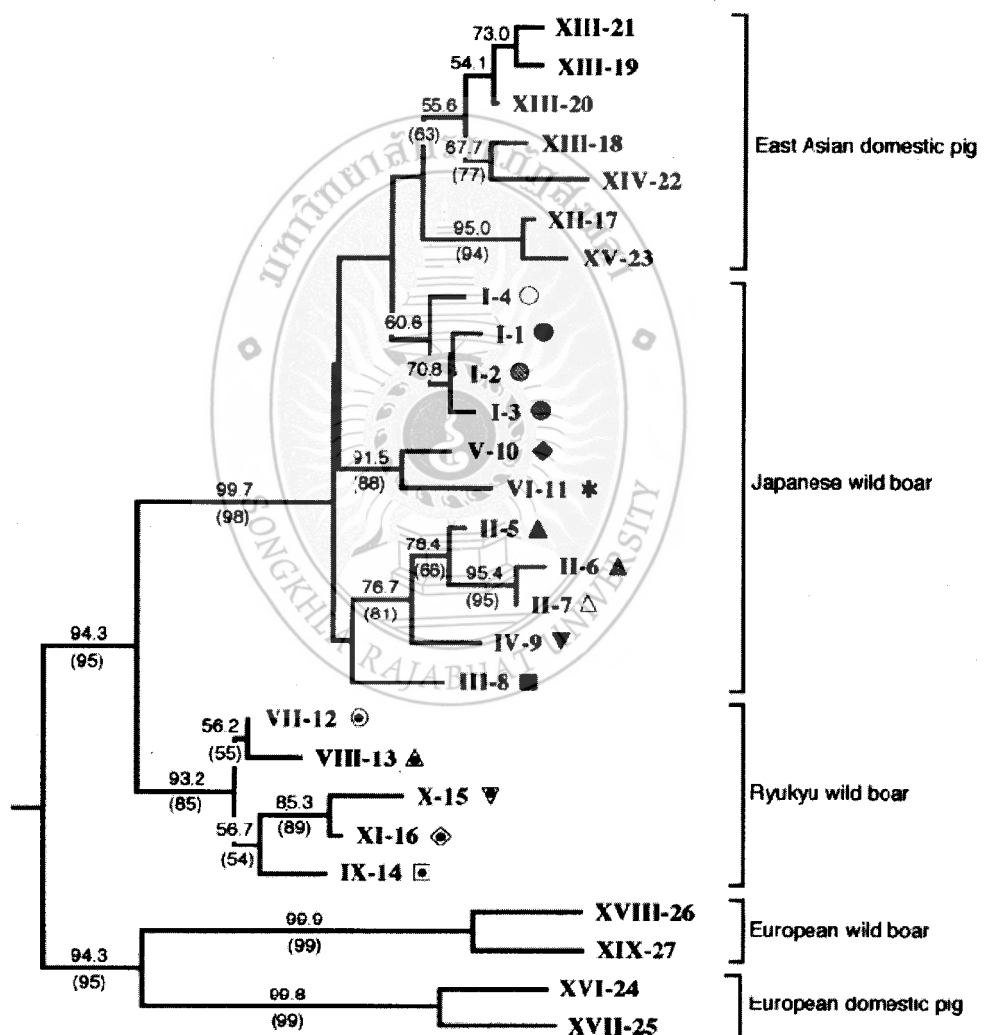 73.0
XIII-21
54.1
XIII-19
55.6
XIII-20
(63)
67.7
XIII-18
(77)
XIV-22
East Asian domestic pig
95.0
XII-17
(94)
XV-23
I-4
60.8
I-1
70.8
I-2
I-3
91.5
V-10
(88)
VI-11 *
Japanese wild boar
99.7
(98)
78.4
II-5
(66)
95.4
II-6
76.7
(95)
II-7
(81)
IV-9
III-8
94.3
(95)
56.2
VII-12
(55)
VIII-13
93.2
(85)
85.3
X-15
Ryukyu wild boar
56.7
(89)
XI-16
(54)
IX-14
99.9
XVIII-26
(99)
XIX-27
European wild boar
94.3
(95)
99.8
XVI-24
(99)
XVII-25
European domestic pig
SONGKHLA RAJABHAT UNIVERSITY